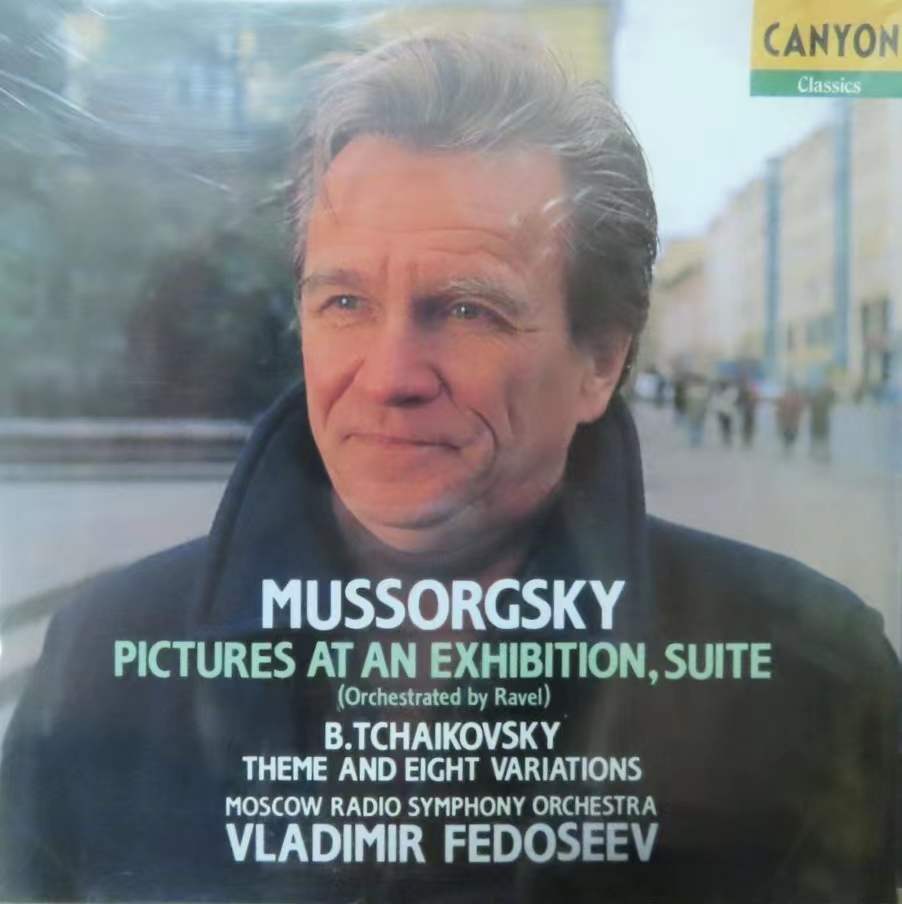 CANYON
Classics
MUSSORGSKY
PICTURES AT AN EXHIBITION, SUITE
(Orchestrated by Ravel)
B.TCHAIKOVSKY
THEME AND EIGHT VARIATIONS
MOSCOW RADIO SYMPHONY ORCHESTRA
VLADIMIR FEDOSEEV